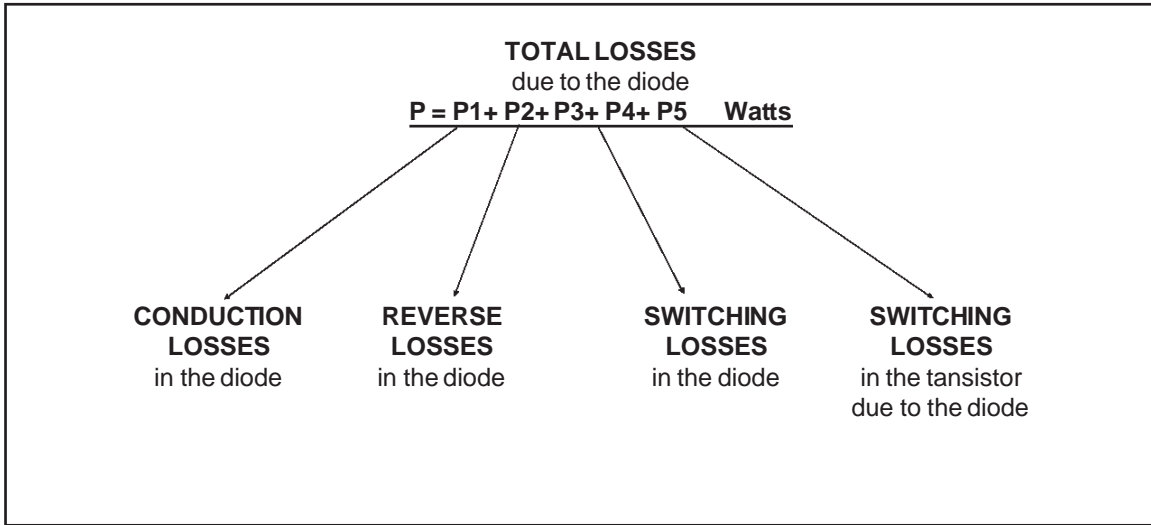 TOTAL LOSSES
due to the diode
P = P1+ P2+ P3+ P4+ P5 Watts
CONDUCTION
LOSSES
in the diode
REVERSE
LOSSES
in the diode
SWITCHING
LOSSES
in the diode
SWITCHING
LOSSES
in the tansistor
due to the diode